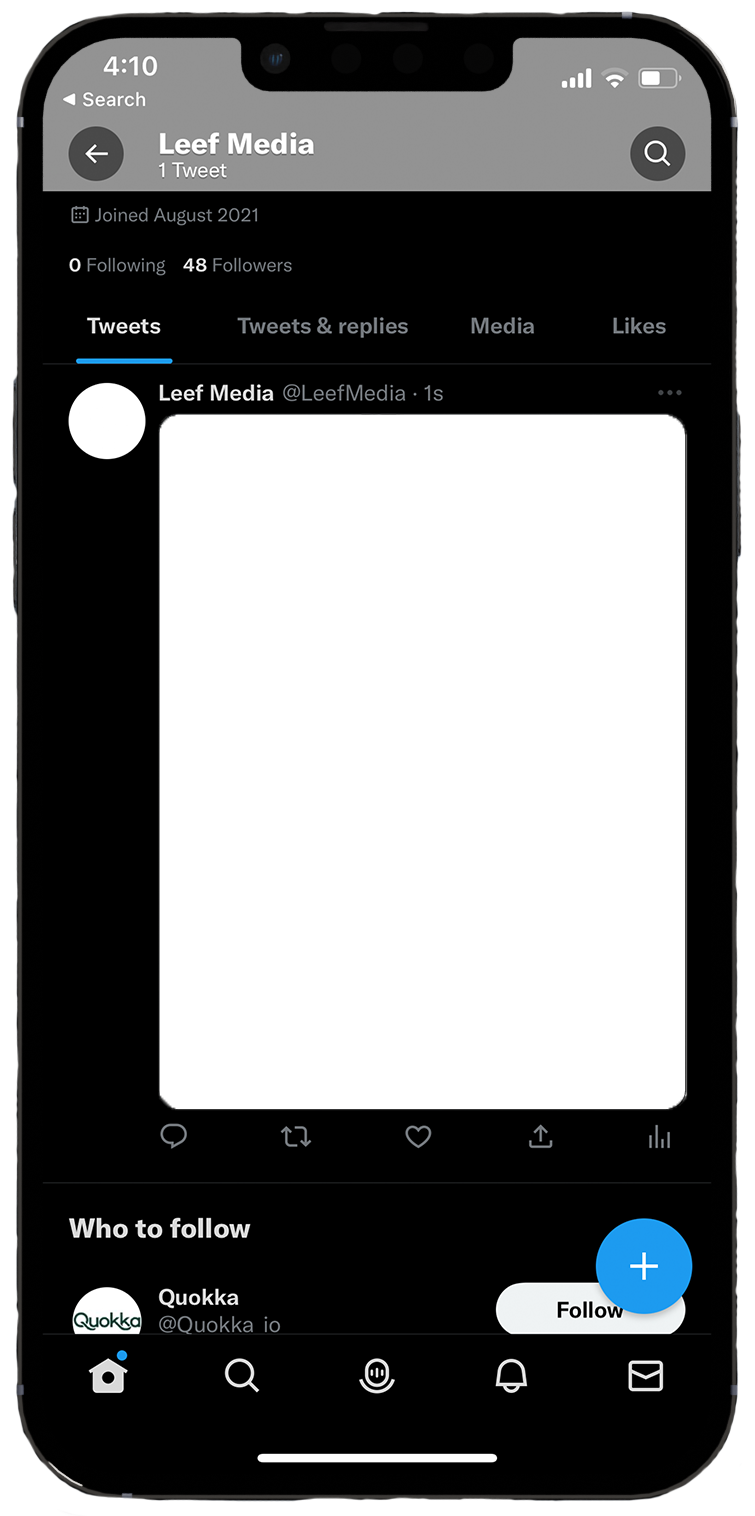 4:10
Search
Leef Media
1 Tweet
Joined August 2021
0 Following 48 Followers
Tweets Tweets & replies Media Likes
Leef Media @LeefMedia · 1s
Who to follow
Quokka
Quokka
@Quokka_io
Follow